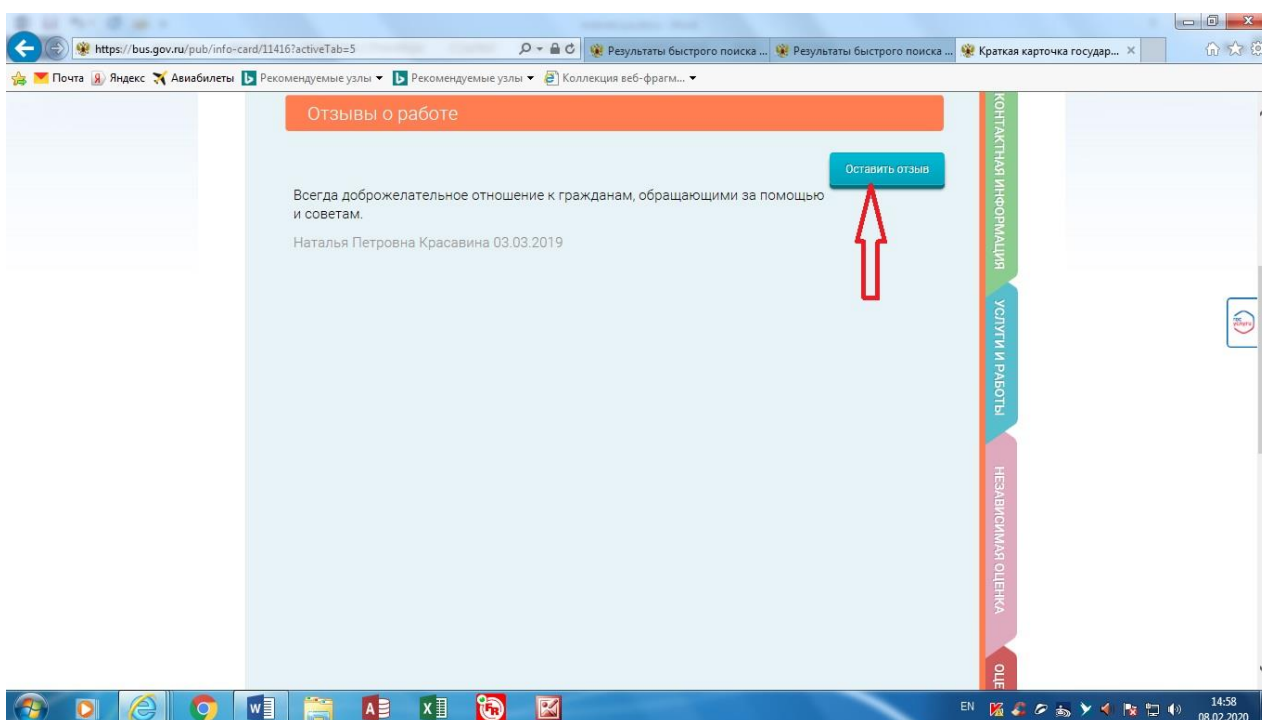 https://bus.gov.ru/pub/info-card/11416?activeTab=5
Результаты быстрого поиска ...
Результаты быстрого поиска ...
Краткая карточка государ...
Почта
Яндекс
Авиабилеты
Рекомендуемые узлы
Рекомендуемые узлы
Коллекция веб-фрагм...
Отзывы о работе
Оставить отзыв
Всегда доброжелательное отношение к гражданам, обращающими за помощью
и советам.
Наталья Петровна Красавина 03.03.2019
КОНТАКТНАЯ ИНФОРМАЦИЯ
УСЛУГИ И РАБОТЫ
НЕЗАВИСИМАЯ ОЦЕНКА
ОЦЕ
EN
14:58
08.02.2020